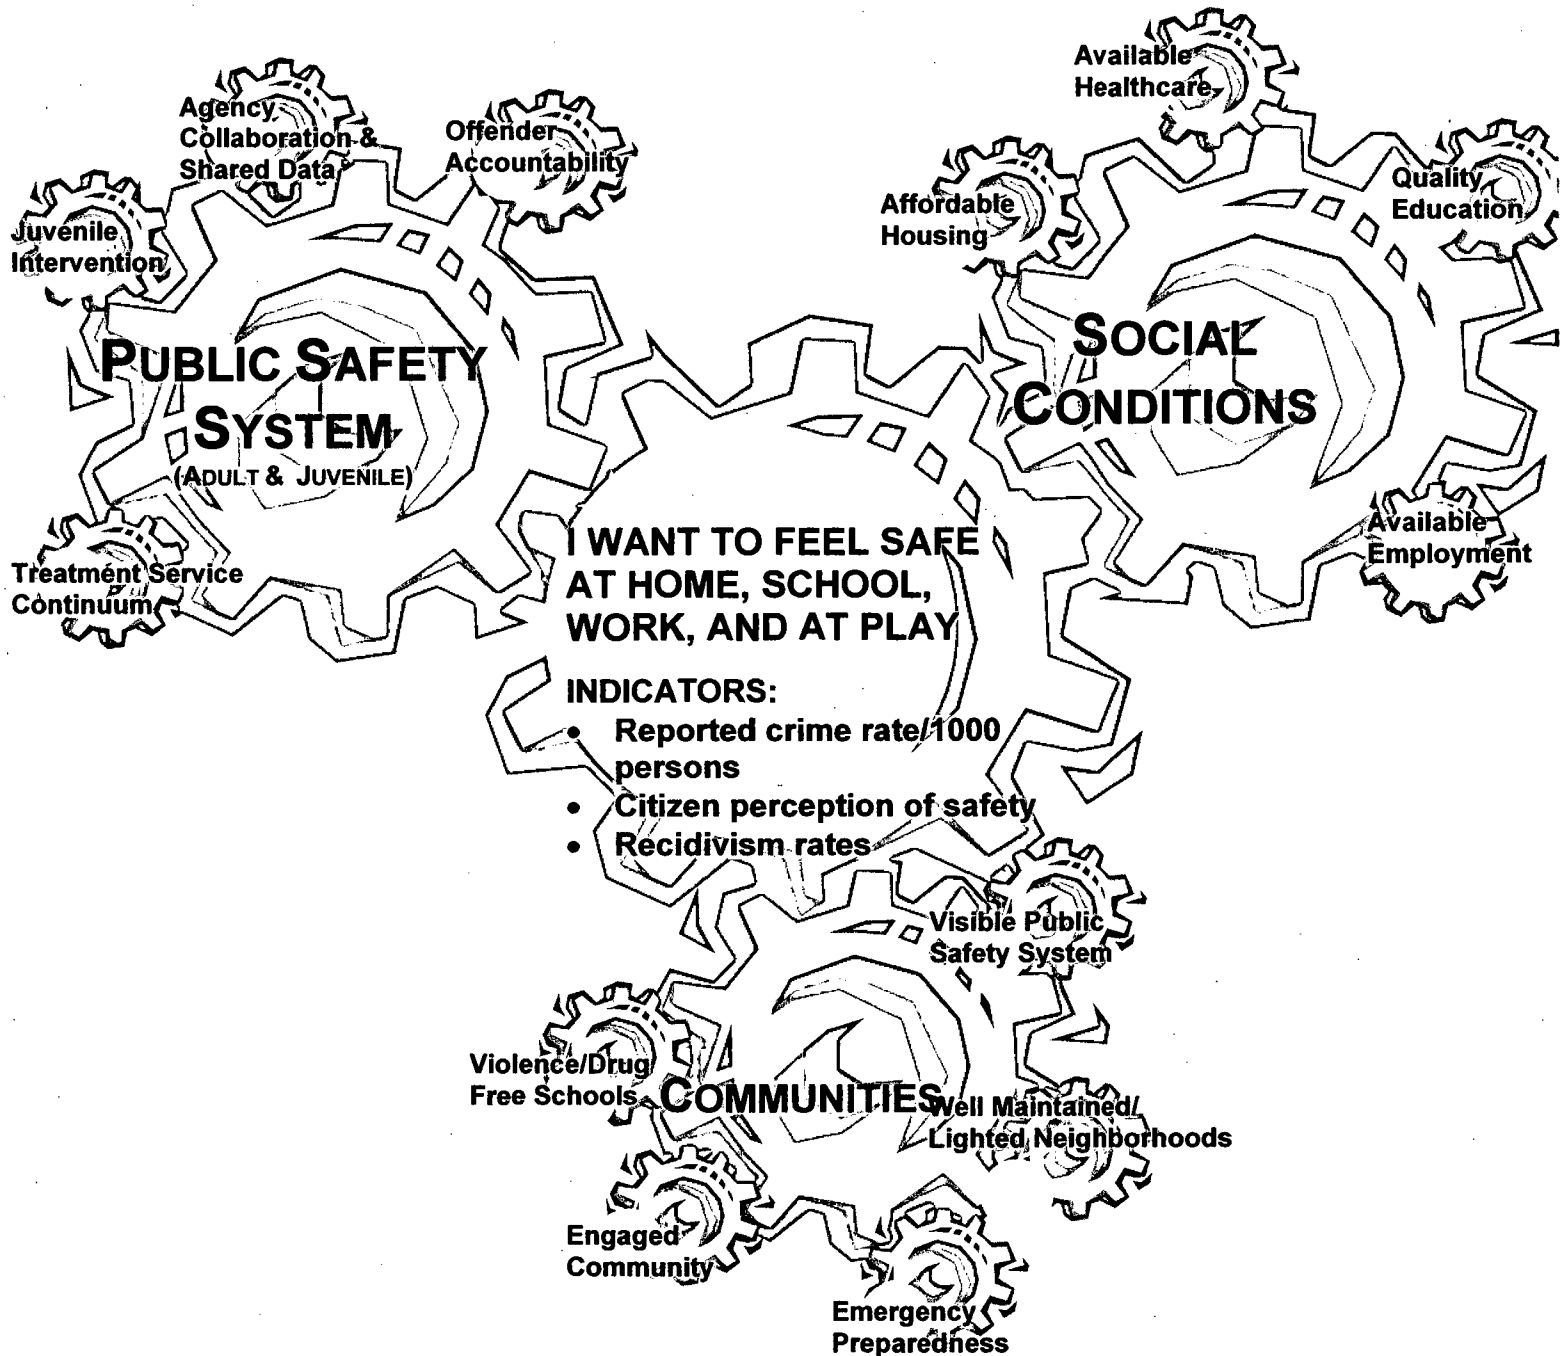 Agency
Collaboration &
Shared Data
Offender
Accountability
Juvenile
Intervention
PUBLIC SAFETY
SYSTEM
(ADULT & JUVENILE)
Treatment Service
Continuum
Available
Healthcare
Affordable
Housing
Quality
Education
SOCIAL
CONDITIONS
Available
Employment
I WANT TO FEEL SAFE
AT HOME, SCHOOL,
WORK, AND AT PLAY
INDICATORS:
• Reported crime rate/1000
persons
• Citizen perception of safety
• Recidivism rates
Visible Public
Safety System
Violence/Drug
Free Schools
COMMUNITIES
Well Maintained/
Lighted Neighborhoods
Engaged
Community
Emergency
Preparedness